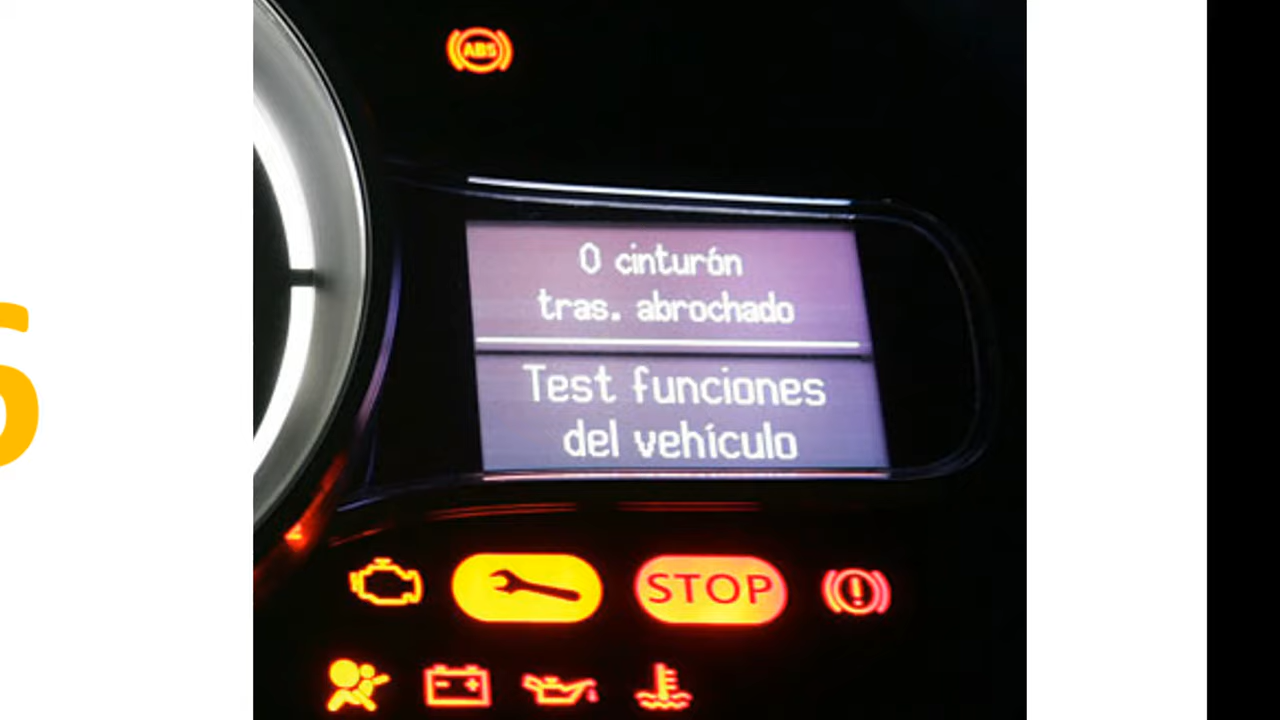 ABS
0 cinturón
tras. abrochado
Test funciones
del vehículo
STOP